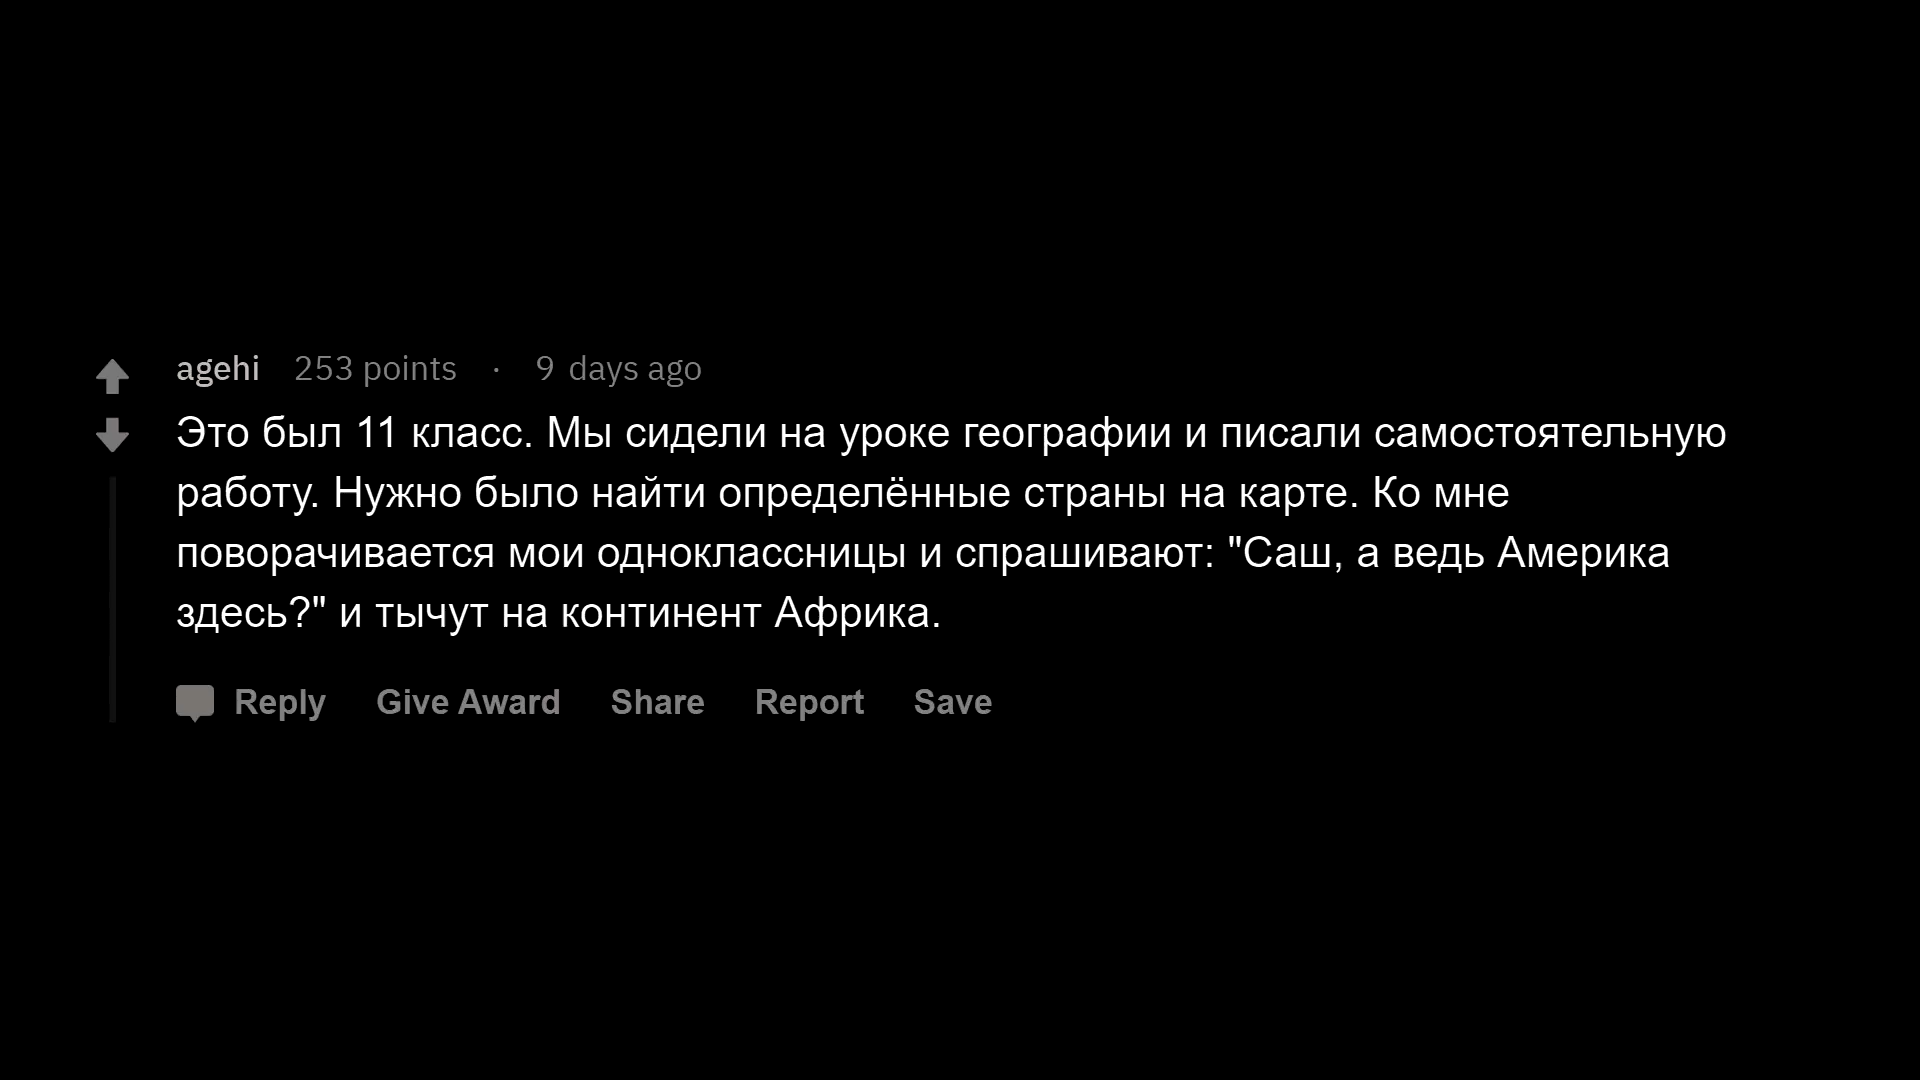 agehi 253 points · 9 days ago
Это был 11 класс. Мы сидели на уроке географии и писали самостоятельную
работу. Нужно было найти определённые страны на карте. Ко мне
поворачивается мои одноклассницы и спрашивают: "Саш, а ведь Америка
здесь?" и тычут на континент Африка.
Reply Give Award Share Report Save